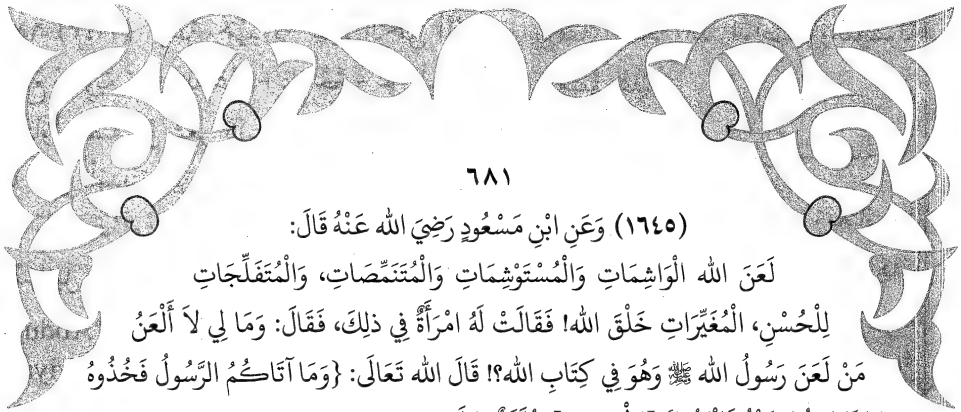 ٦٨١
(١٦٤٥) وَعَنِ ابْنِ مَسْعُودٍ رَضِيَ الله عَنْهُ قَالَ:
لَعَنَ الله الْوَاشِمَاتِ وَالْمُسْتَوْشِمَاتِ وَالْمُتَنَمِّصَاتِ، وَالْمُتَفَلِّجَاتِ
لِلْحُسْنِ، الْمُغَيِّرَاتِ خَلْقَ الله! فَقَالَتْ لَهُ امْرَأَةٌ فِي ذلِكَ، فَقَالَ: وَمَا لِي لاَ أَلْعَنُ
مَنْ لَعَنَ رَسُولُ الله ﷺ وَهُوَ فِي كِتَابِ الله؟! قَالَ الله تَعَالَى: {وَمَا آتَاكُمُ الرَّسُولُ فَخُذُوهُ